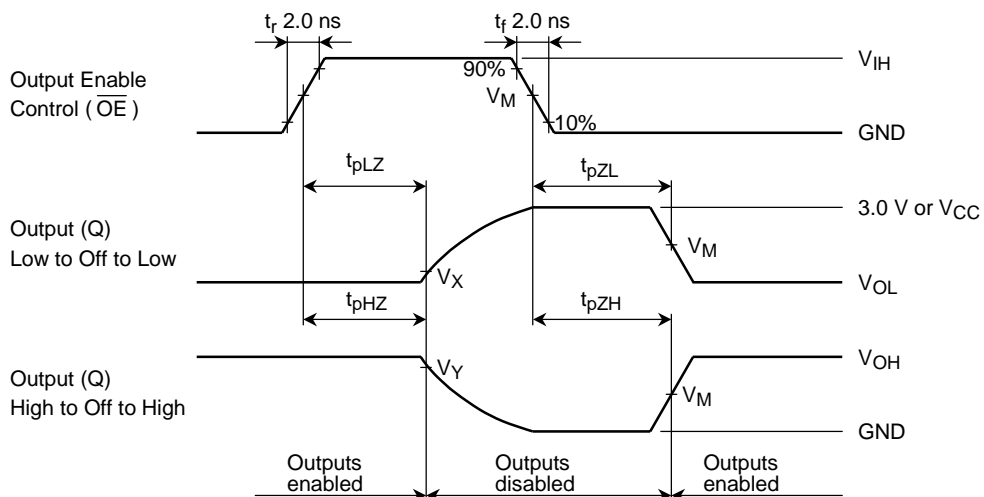 tr 2.0 ns
tf 2.0 ns
Output Enable
Control ( OE )
90%
VM
10%
VIH
GND
tpLZ
tpZL
Output (Q)
Low to Off to Low
VX
VM
3.0 V or VCC
VOL
tpHZ
tpZH
Output (Q)
High to Off to High
VY
VM
VOH
GND
Outputs
enabled
Outputs
disabled
Outputs
enabled